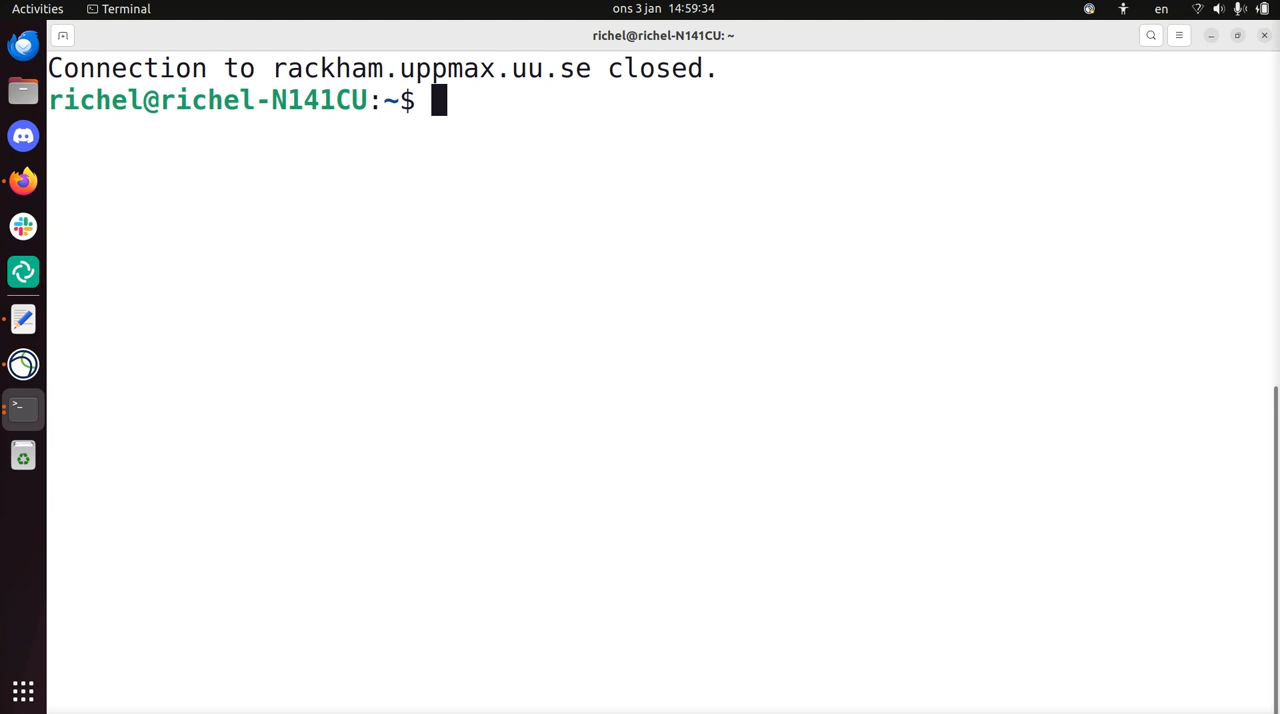 Activities Terminal ons 3 jan 14:59:34 en
richel@richel-N141CU: ~
Connection to rackham.uppmax.uu.se closed.
richel@richel-N141CU:~$